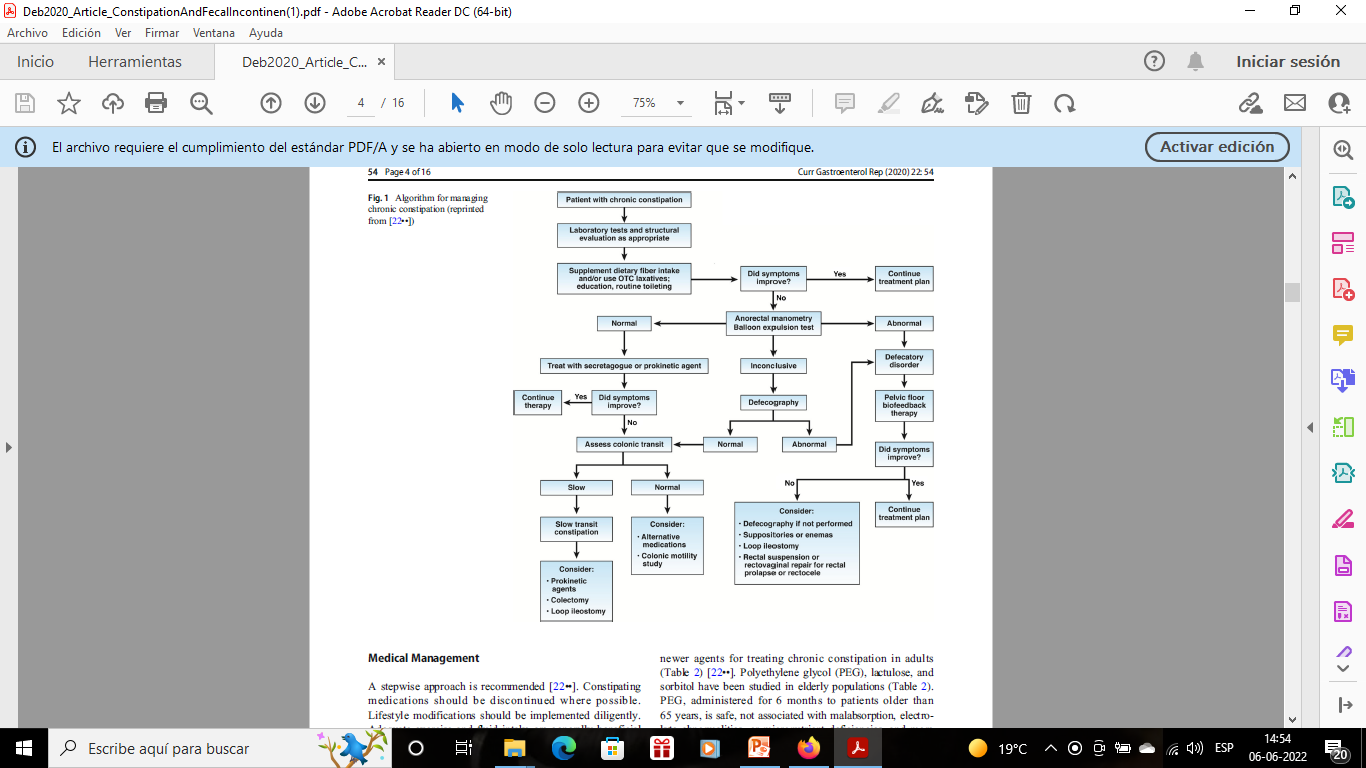 Deb2020_Article_ConstipationAndFecalIncontinen(1).pdf - Adobe Acrobat Reader DC (64-bit)
Archivo Edición Ver Firmar Ventana Ayuda
Inicio Herramientas Deb2020_Article_C... ×
Iniciar sesión
4 / 16
75%
El archivo requiere el cumplimiento del estándar PDF/A y se ha abierto en modo de solo lectura para evitar que se modifique.
Activar edición
54 Page 4 of 16
Curr Gastroenterol Rep (2020) 22: 54
Fig. 1 Algorithm for managing
chronic constipation (reprinted
from [22••])
Patient with chronic constipation
Laboratory tests and structural
evaluation as appropriate
Supplement dietary fiber intake
and/or use OTC laxatives;
education, routine toileting
Did symptoms
improve?
Yes
Continue
treatment plan
No
Normal
Anorectal manometry
Balloon expulsion test
Abnormal
Treat with secretagogue or prokinetic agent
Inconclusive
Defecatory
disorder
Continue
therapy
Yes
Did symptoms
improve?
Defecography
Pelvic floor
biofeedback
therapy
No
Assess colonic transit
Normal
Abnormal
Did symptoms
improve?
Slow
Normal
No
Yes
Slow transit
constipation
Consider:
• Alternative
medications
• Colonic motility
study
Consider:
• Defecography if not performed
• Suppositories or enemas
• Loop ileostomy
• Rectal suspension or
rectovaginal repair for rectal
prolapse or rectocele
Continue
treatment plan
Consider:
• Prokinetic
agents
• Colectomy
• Loop ileostomy
Medical Management
A stepwise approach is recommended [22••]. Constipating
medications should be discontinued where possible.
Lifestyle modifications should be implemented diligently.
newer agents for treating chronic constipation in adults
(Table 2) [22••]. Polyethylene glycol (PEG), lactulose, and
sorbitol have been studied in elderly populations (Table 2).
PEG, administered for 6 months to patients older than
65 years, is safe, not associated with malabsorption, electro-
Escribe aquí para buscar
19°C
ESP
14:54
06-06-2022
20